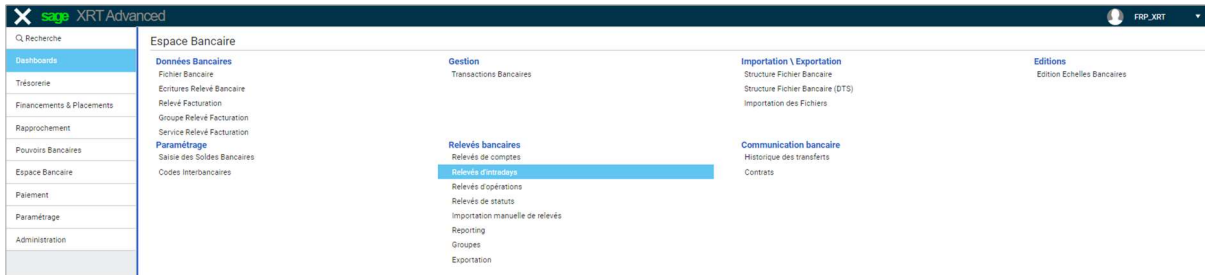 sage XRT Advanced
FRP_XRT
Recherche
Dashboards
Trésorerie
Financements & Placements
Rapprochement
Pouvoirs Bancaires
Espace Bancaire
Paiement
Paramétrage
Administration
Espace Bancaire
Données Bancaires
Fichier Bancaire
Ecritures Relevé Bancaire
Relevé Facturation
Groupe Relevé Facturation
Service Relevé Facturation
Gestion
Transactions Bancaires
Importation \ Exportation
Structure Fichier Bancaire
Structure Fichier Bancaire (DTS)
Importation des Fichiers
Editions
Edition Echelles Bancaires
Paramétrage
Saisie des Soldes Bancaires
Codes Interbancaires
Relevés bancaires
Relevés de comptes
Relevés d'intradays
Relevés d'opérations
Relevés de statuts
Importation manuelle de relevés
Reporting
Groupes
Exportation
Communication bancaire
Historique des transferts
Contrats